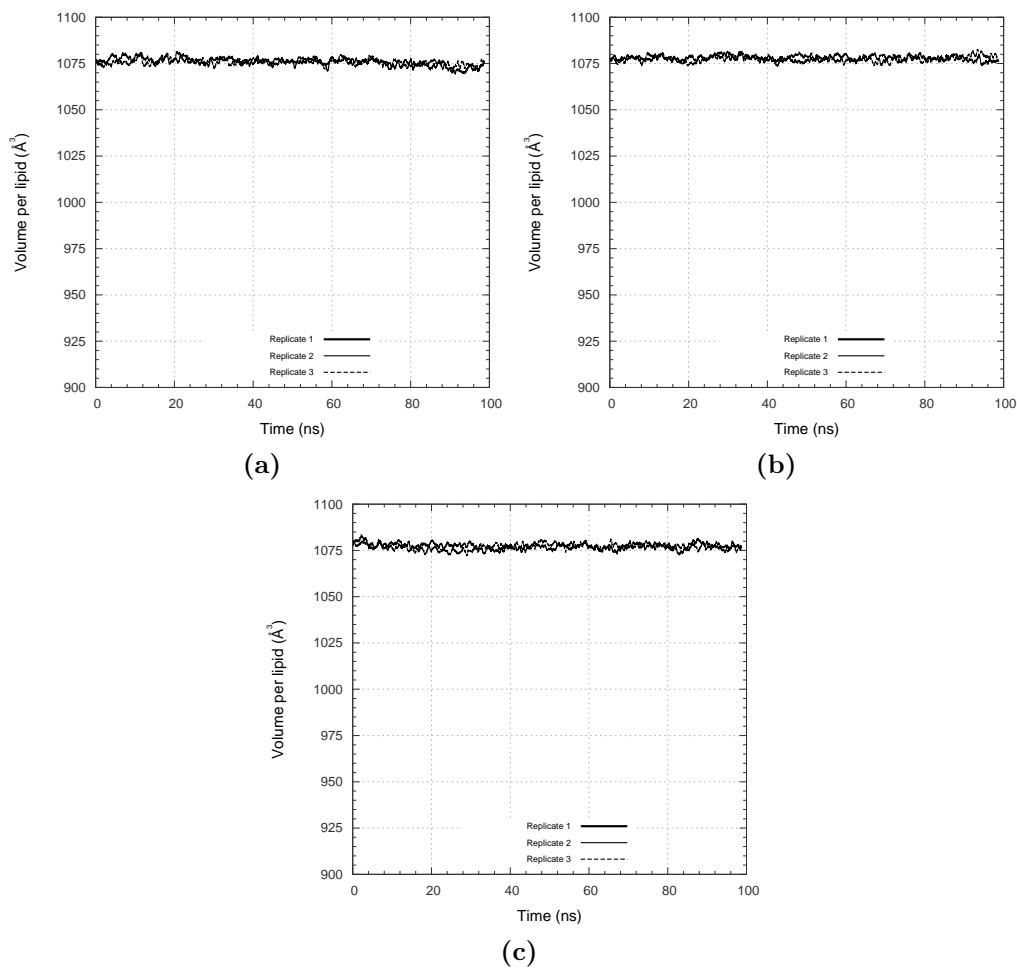 Volume per lipid (Å³)
1100
1075
1050
1025
1000
975
950
925
900
Replicate 1
Replicate 2
Replicate 3
0 20 40 60 80 100
Time (ns)
(a)
Volume per lipid (Å³)
1100
1075
1050
1025
1000
975
950
925
900
Replicate 1
Replicate 2
Replicate 3
0 20 40 60 80 100
Time (ns)
(b)
Volume per lipid (Å³)
1100
1075
1050
1025
1000
975
950
925
900
Replicate 1
Replicate 2
Replicate 3
0 20 40 60 80 100
Time (ns)
(c)